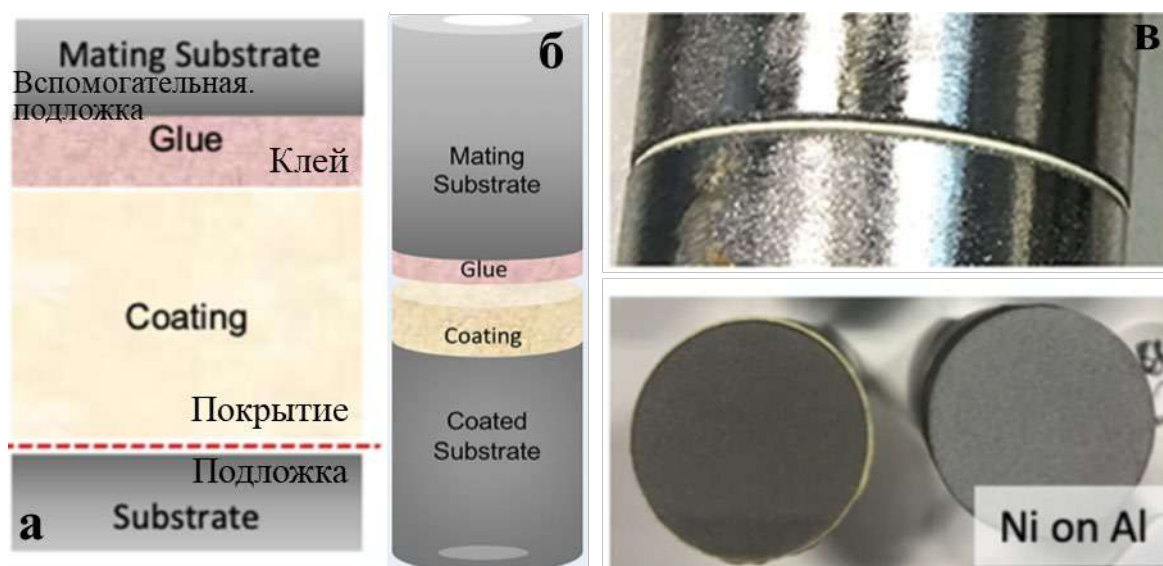 Mating Substrate
Вспомогательная.
подложка
Glue
Клей
Coating
Покрытие
Подложка
Substrate
а
б
Mating
Substrate
Glue
Coating
Coated
Substrate
в
Ni on Al